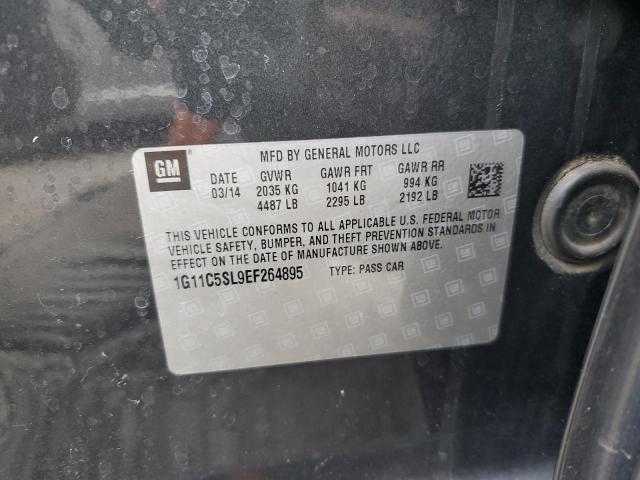 GM
MFD BY GENERAL MOTORS LLC
DATE GVWR GAWR FRT GAWR RR
03/14 2035 KG 1041 KG 994 KG
4487 LB 2295 LB 2192 LB
THIS VEHICLE CONFORMS TO ALL APPLICABLE U.S. FEDERAL MOTOR
VEHICLE SAFETY, BUMPER, AND THEFT PREVENTION STANDARDS IN
EFFECT ON THE DATE OF MANUFACTURE SHOWN ABOVE.
1G11C5SL9EF264895 TYPE: PASS CAR